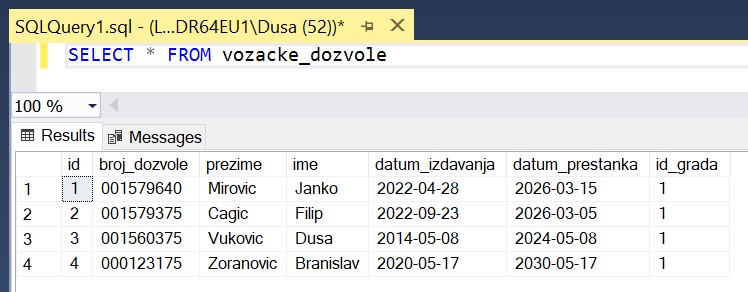 SQLQuery1.sql - (L...DR64EU1\Dusa (52))*
SELECT * FROM vozacke_dozvole
100 %
Results Messages
id broj_dozvole prezime ime datum_izdavanja datum_prestanka id_grada
1 1 001579640 Mirovic Janko 2022-04-28 2026-03-15 1
2 2 001579375 Cagic Filip 2022-09-23 2026-03-05 1
3 3 001560375 Vukovic Dusa 2014-05-08 2024-05-08 1
4 4 000123175 Zoranovic Branislav 2020-05-17 2030-05-17 1